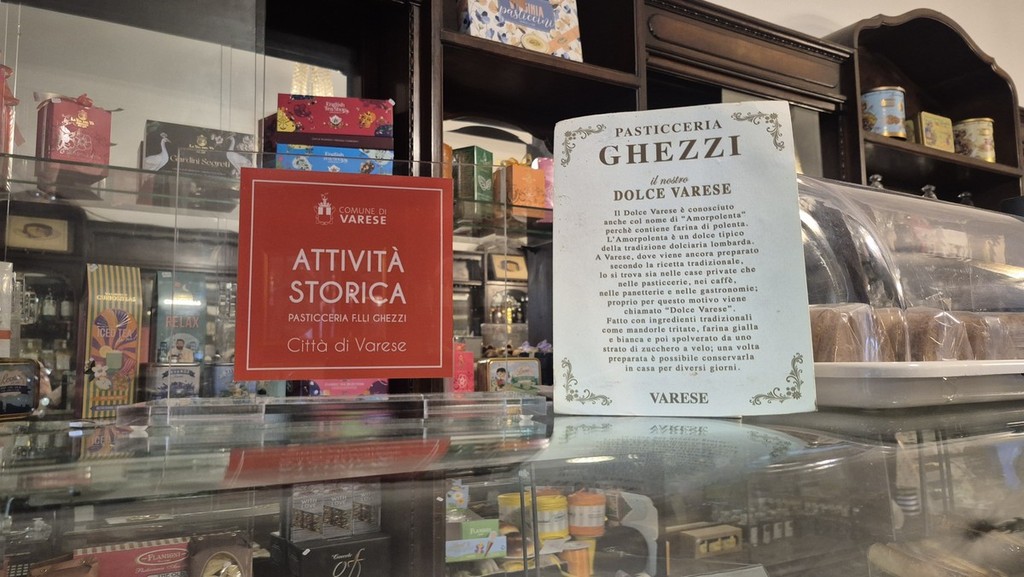 pasticcini
English
Tea Shop
Giardini Segreti
COMUNE DI
VARESE
ATTIVITÀ
STORICA
PASTICCERIA F.LLI GHEZZI
Città di Varese
PASTICCERIA
GHEZZI
il nostro
DOLCE VARESE
Il Dolce Varese è conosciuto
anche col nome di "Amorpolenta"
perchè contiene farina di polenta.
L'Amorpolenta è un dolce tipico
della tradizione dolciaria lombarda.
A Varese, dove viene ancora preparato
secondo la ricetta tradizionale,
lo si trova sia nelle case private che
nelle pasticcerie, nei caffè,
nelle panetterie e nelle gastronomie;
proprio per questo motivo viene
chiamato "Dolce Varese".
Fatto con ingredienti tradizionali
come mandorle tritate, farina gialla
e bianca e poi spolverato da uno
strato di zucchero a velo; una volta
preparata è possibile conservarla
in casa per diversi giorni.
VARESE
ICED TEA
RELAX